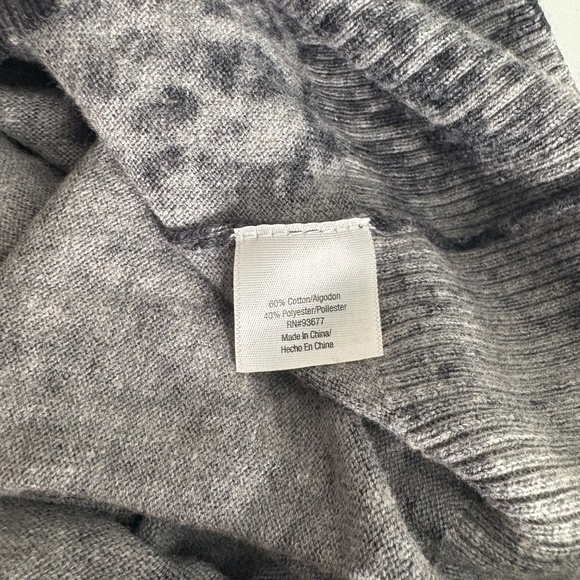 60% Cotton/Algodon
40% Polyester/Poliester
RN#93677
Made In China/
Hecho En China